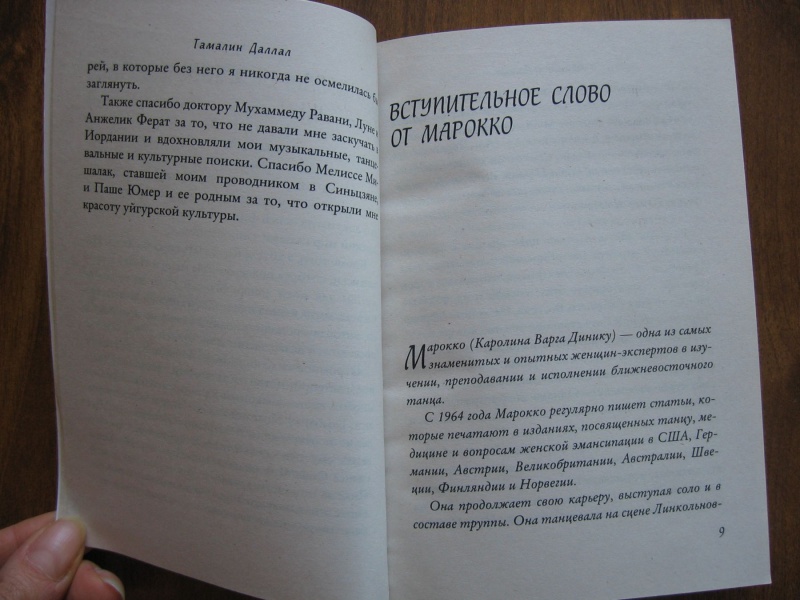 Тамалин Даллал
рей, в которые без него я никогда не осмелилась
заглянуть.
Также спасибо доктору Мухаммеду Равани, Луне
Анжелик Ферат за то, что не давали мне заскучать
Иордании и вдохновляли мои музыкальные, танце-
вальные и культурные поиски. Спасибо Мелиссе Ми-
шалак, ставшей моим проводником в Синьцзяне,
и Паше Юмер и ее родным за то, что открыли мне
красоту уйгурской культуры.
ВСТУПИТЕЛЬНОЕ СЛОВО
ОТ МАРОККО
Марокко (Каролина Варга Динику) — одна из самых
знаменитых и опытных женщин-экспертов в изу-
чении, преподавании и исполнении ближневосточного
танца.
С 1964 года Марокко регулярно пишет статьи, ко-
торые печатают в изданиях, посвященных танцу, ме-
дицине и вопросам женской эмансипации в США, Гер-
мании, Австрии, Великобритании, Австралии, Шве-
ции, Финляндии и Норвегии.
Она продолжает свою карьеру, выступая соло и в
составе труппы. Она танцевала на сцене Линкольнов-
9